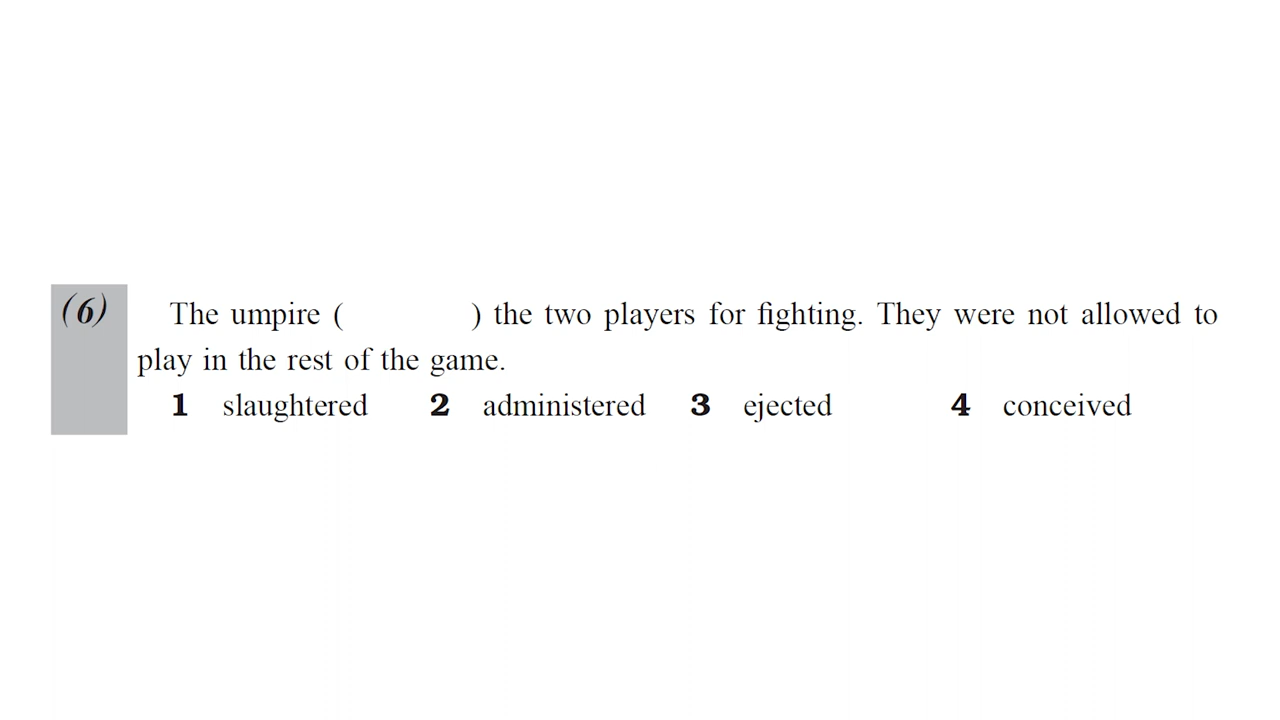 (6) The umpire ( ) the two players for fighting. They were not allowed to
play in the rest of the game.
1 slaughtered 2 administered 3 ejected 4 conceived